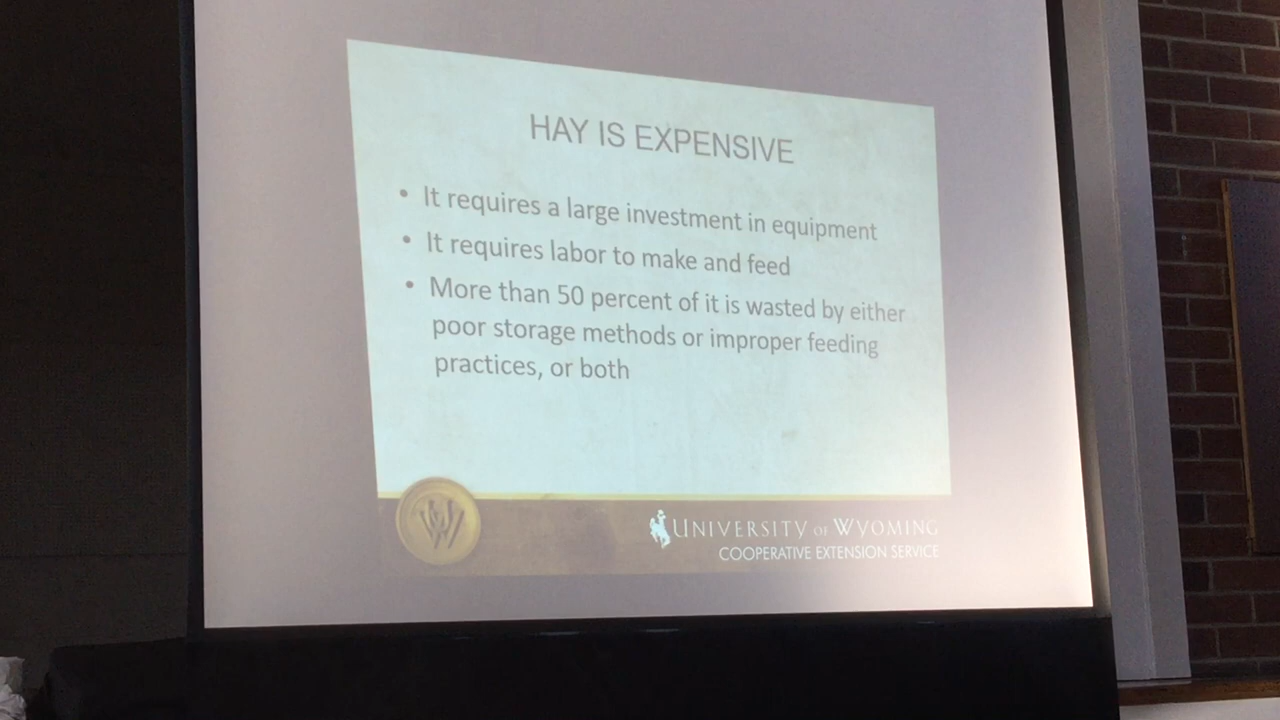 HAY IS EXPENSIVE
• It requires a large investment in equipment
• It requires labor to make and feed
• More than 50 percent of it is wasted by either
poor storage methods or improper feeding
practices, or both
UW
UNIVERSITY OF WYOMING
COOPERATIVE EXTENSION SERVICE